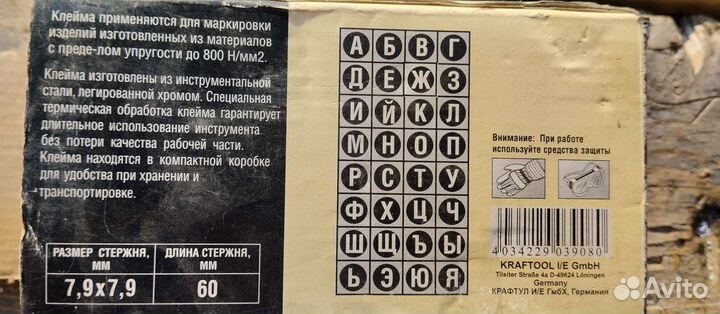 Клейма применяются для маркировки
изделий изготовленных из материалов
с преде-лом упругости до 800 Н/мм2.
Клейма изготовлены из инструментальной
стали, легированной хромом. Специальная
термическая обработка клейма гарантирует
длительное использование инструмента
без потери качества рабочей части.
Клейма находятся в компактной коробке
для удобства при хранении и
транспортировке.
РАЗМЕР СТЕРЖНЯ, ММ
ДЛИНА СТЕРЖНЯ, ММ
7,9x7,9
60
А Б В Г
Д Е Ж З
И Й К Л
М Н О П
Р С Т У
Ф Х Ц Ч
Ш Щ Ъ Ы
Ь Э Ю Я
Внимание: При работе
используйте средства защиты
4 034229 039080
KRAFTOOL I/E GmbH
Tilsiter Straße 4a D-49624 Löningen
Germany
КРАФТУЛ И/Е ГмбХ, Германия
Avito